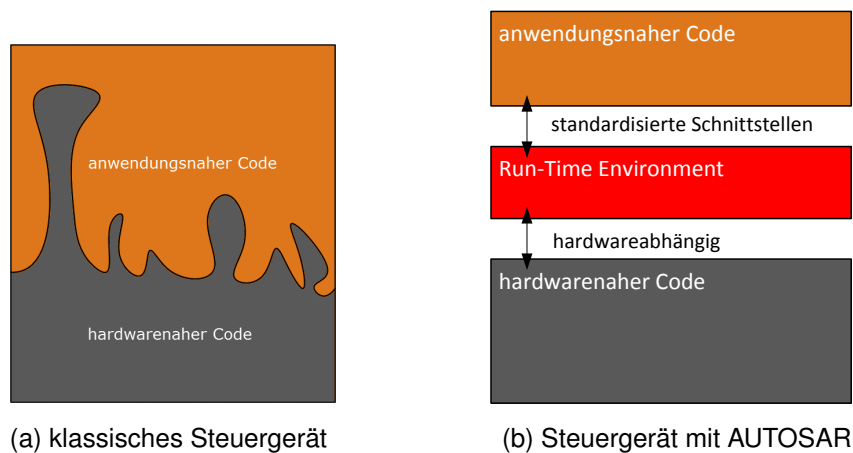 anwendungsnaher Code
hardwarenaher Code
(a) klassisches Steuergerät
anwendungsnaher Code
standardisierte Schnittstellen
Run-Time Environment
hardwareabhängig
hardwarenaher Code
(b) Steuergerät mit AUTOSAR